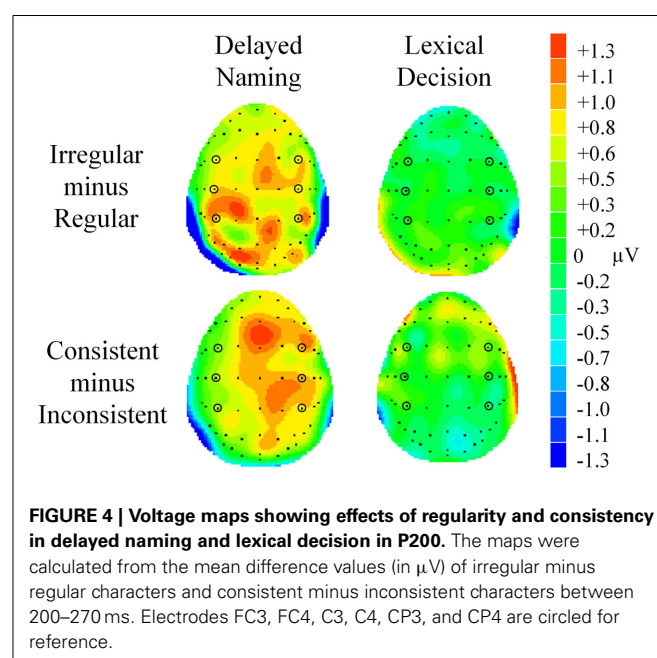 Delayed Naming
Lexical Decision
Irregular minus Regular
Consistent minus Inconsistent
+1.3
+1.1
+1.0
+0.8
+0.6
+0.5
+0.3
+0.2
0 μV
-0.2
-0.3
-0.5
-0.7
-0.8
-1.0
-1.1
-1.3
FIGURE 4 | Voltage maps showing effects of regularity and consistency
in delayed naming and lexical decision in P200. The maps were
calculated from the mean difference values (in μV) of irregular minus
regular characters and consistent minus inconsistent characters between
200–270 ms. Electrodes FC3, FC4, C3, C4, CP3, and CP4 are circled for
reference.